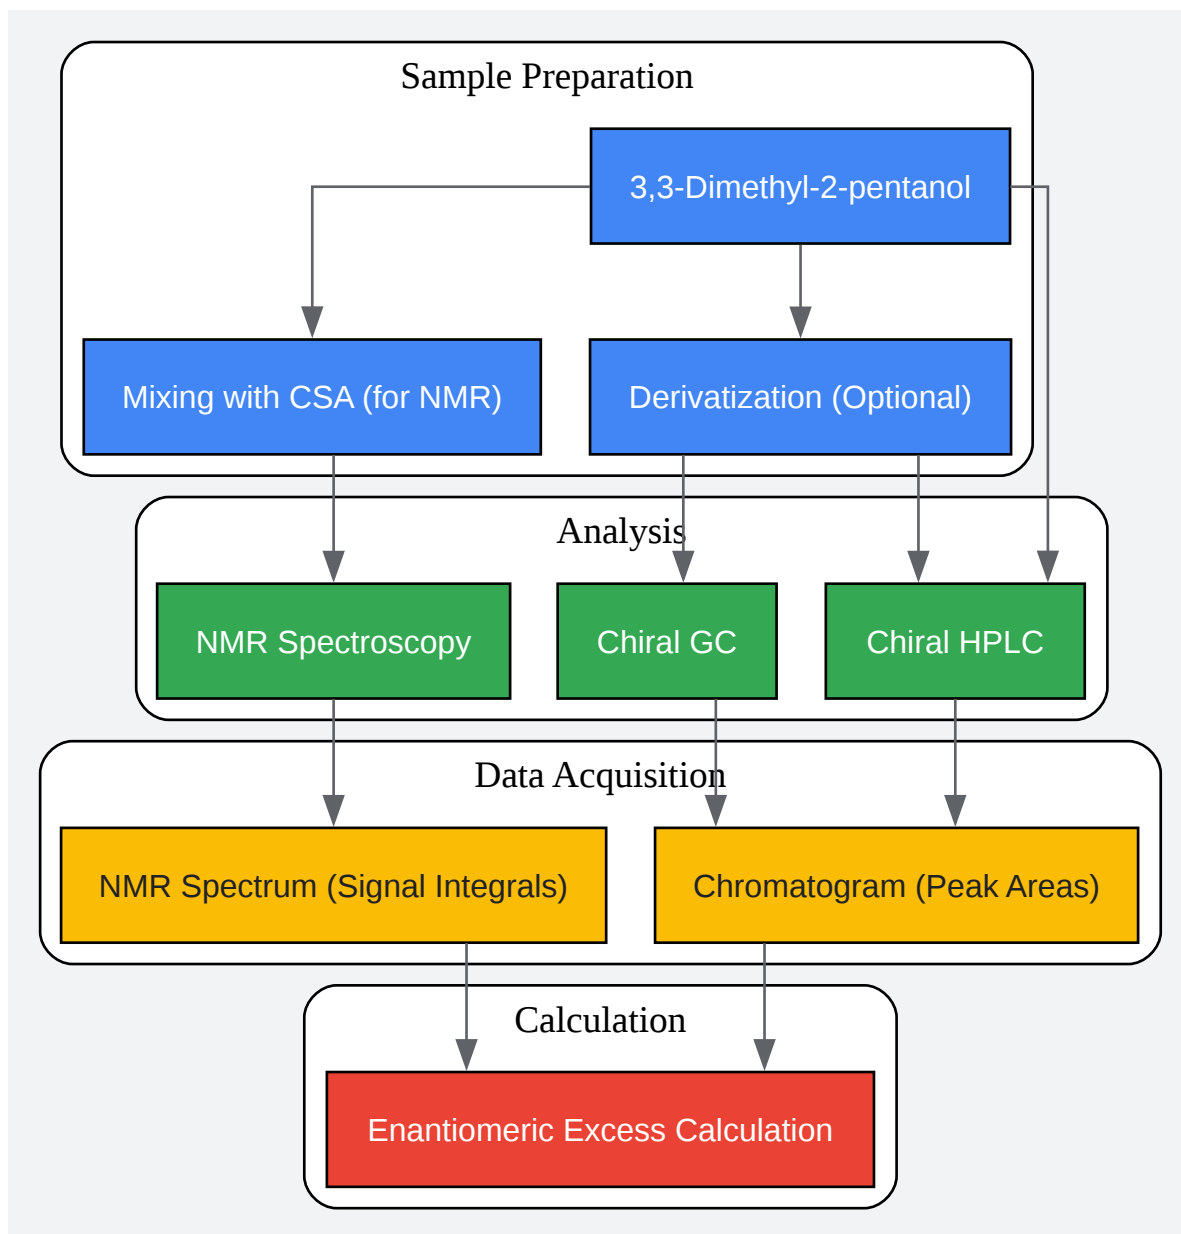 Sample Preparation
3,3-Dimethyl-2-pentanol
Mixing with CSA (for NMR)
Derivatization (Optional)
Analysis
NMR Spectroscopy
Chiral GC
Chiral HPLC
Data Acquisition
NMR Spectrum (Signal Integrals)
Chromatogram (Peak Areas)
Calculation
Enantiomeric Excess Calculation